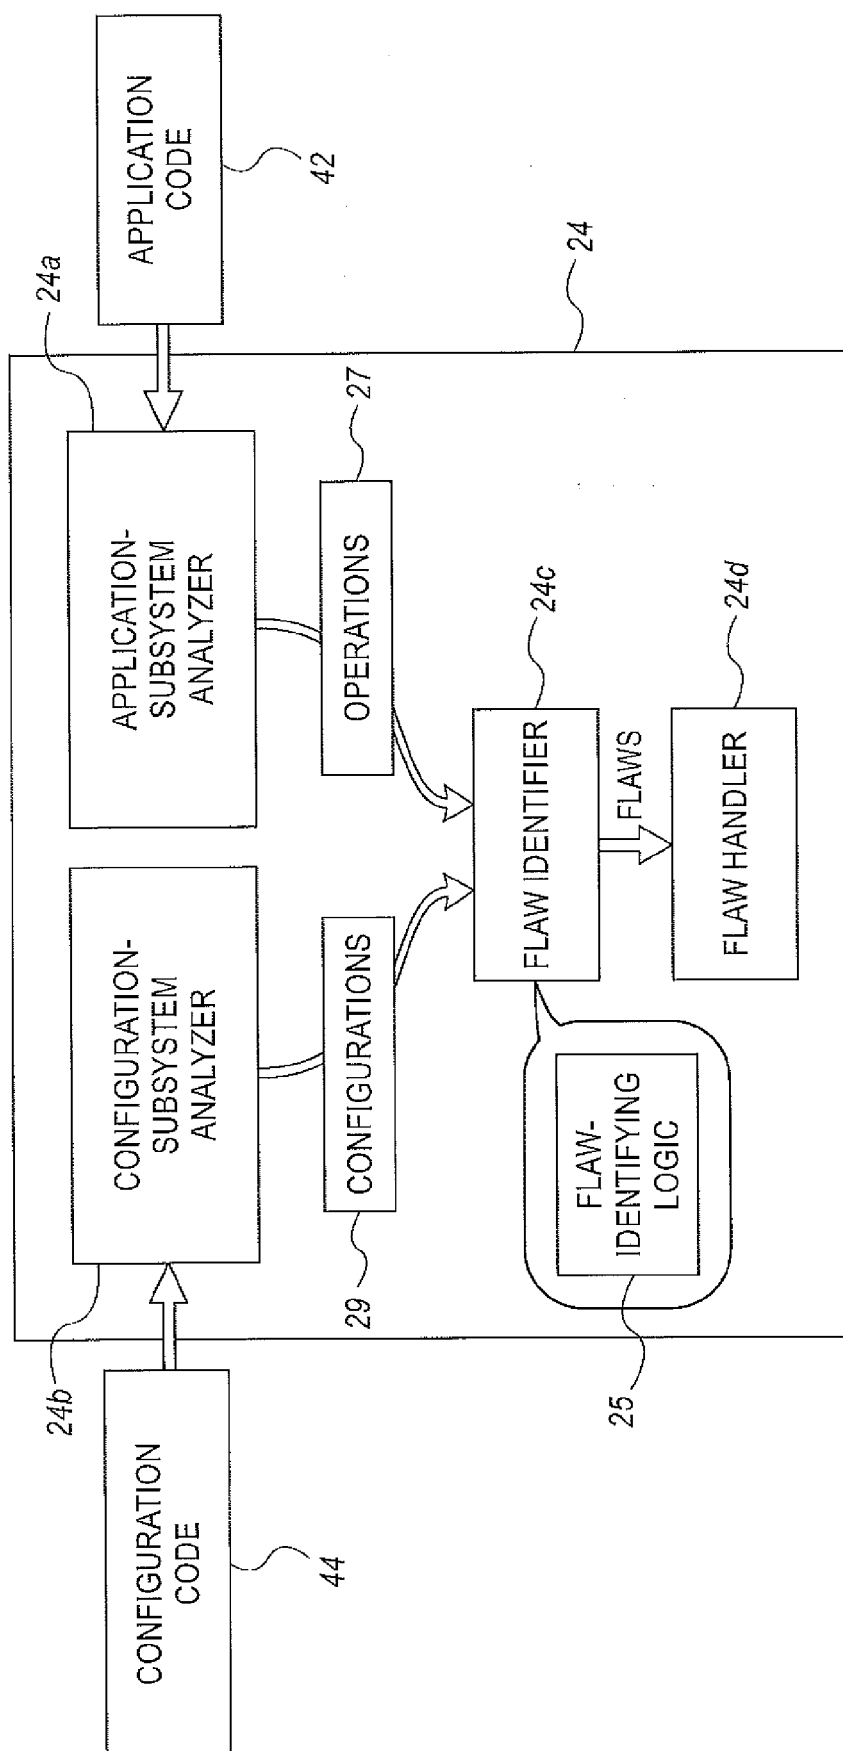 CONFIGURATION
CODE
44
24b
CONFIGURATION-
SUBSYSTEM
ANALYZER
APPLICATION-
SUBSYSTEM
ANALYZER
24a
APPLICATION
CODE
42
29
CONFIGURATIONS
OPERATIONS
27
FLAW IDENTIFIER
24c
24
25
FLAW-
IDENTIFYING
LOGIC
FLAWS
FLAW HANDLER
24d